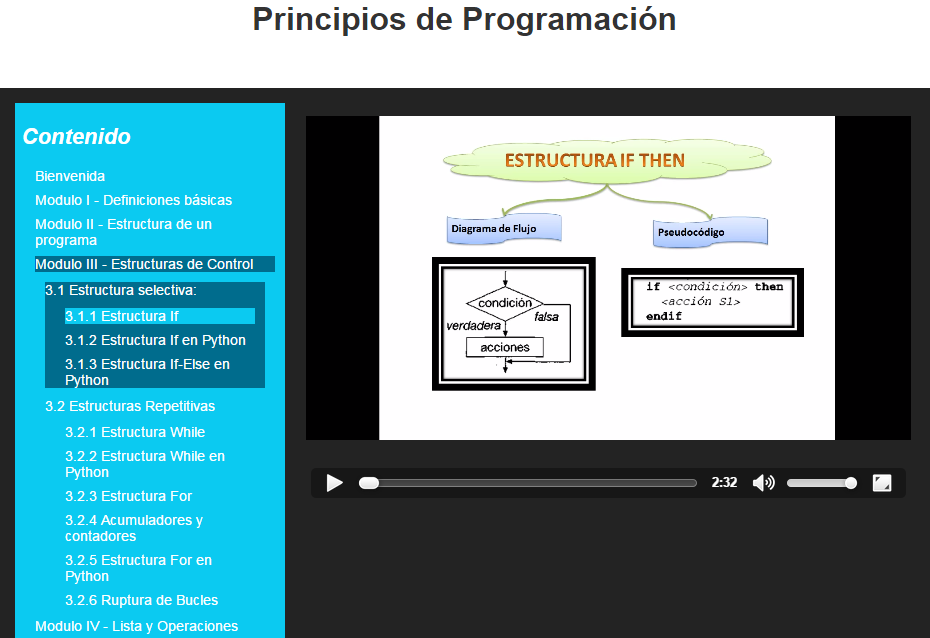 Principios de Programación
Contenido
Bienvenida
Modulo I - Definiciones básicas
Modulo II - Estructura de un
programa
Modulo III - Estructuras de Control
3.1 Estructura selectiva:
3.1.1 Estructura If
3.1.2 Estructura If en Python
3.1.3 Estructura If-Else en
Python
3.2 Estructuras Repetitivas
3.2.1 Estructura While
3.2.2 Estructura While en
Python
3.2.3 Estructura For
3.2.4 Acumuladores y
contadores
3.2.5 Estructura For en
Python
3.2.6 Ruptura de Bucles
Modulo IV - Lista y Operaciones
ESTRUCTURA IF THEN
Diagrama de Flujo
condición
verdadera
falsa
acciones
Pseudocódigo
if <condición> then
<acción S1>
endif
2:32